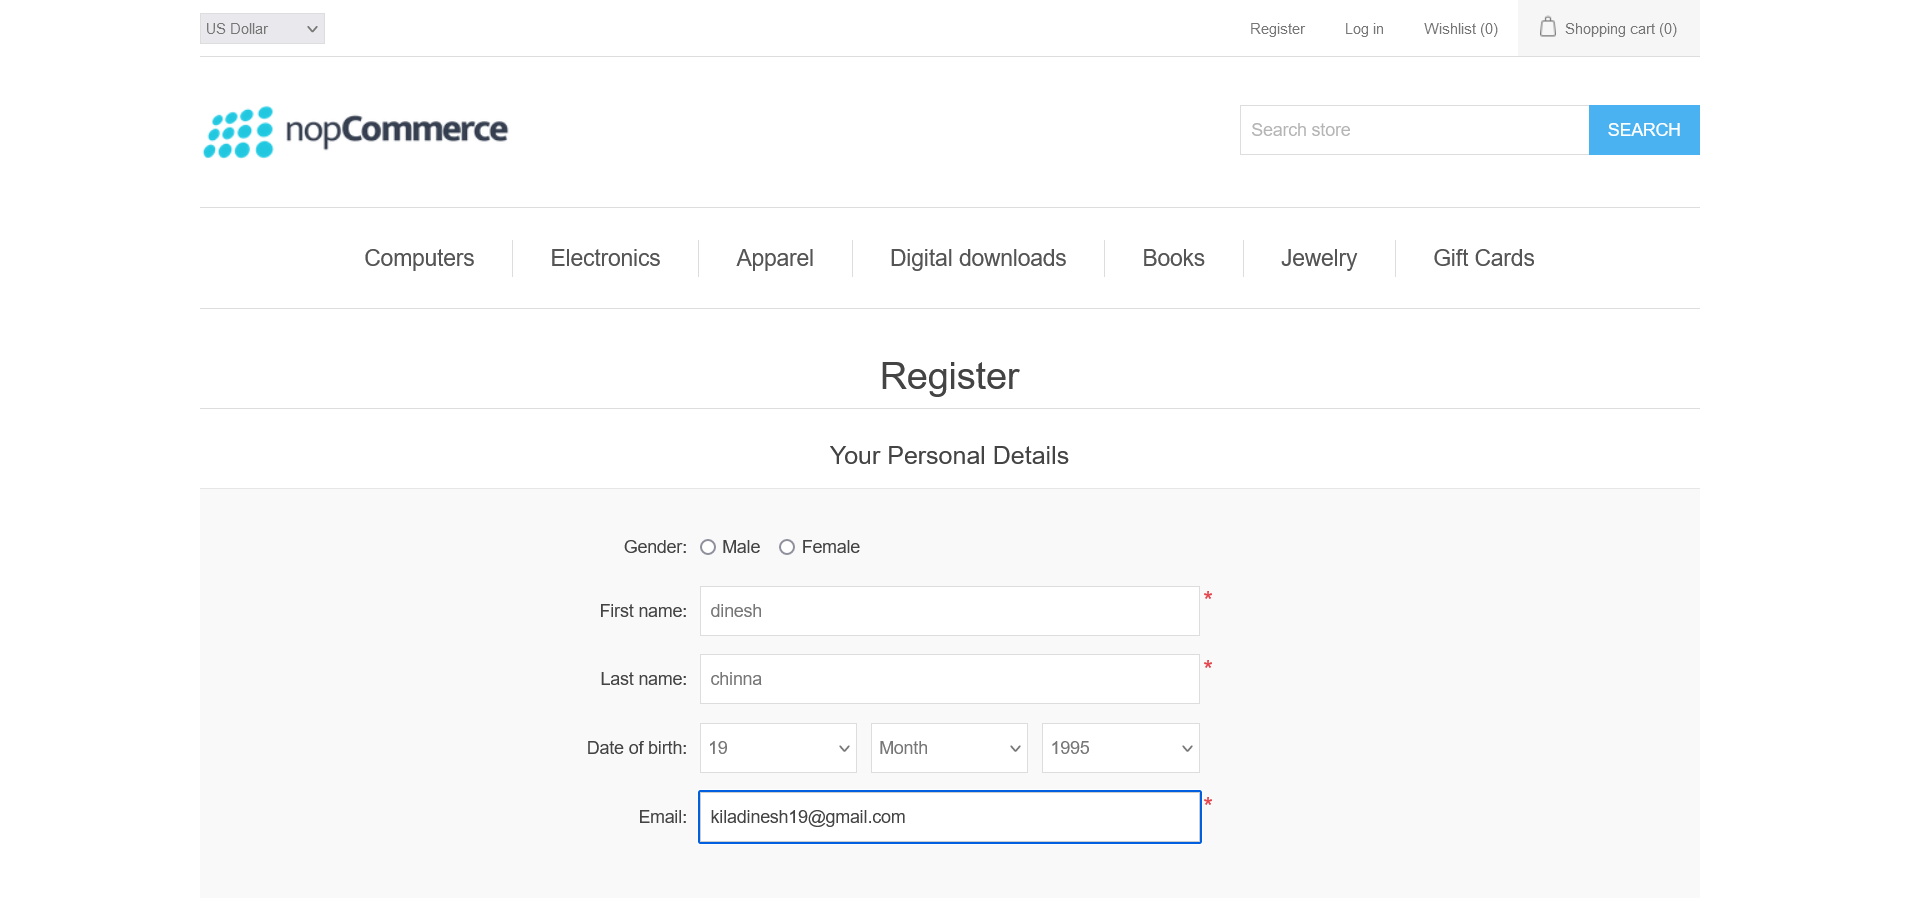 US Dollar
Register
Log in
Wishlist (0)
Shopping cart (0)
nopCommerce
Search store
SEARCH
Computers
Electronics
Apparel
Digital downloads
Books
Jewelry
Gift Cards
Register
Your Personal Details
Gender: Male Female
First name: dinesh *
Last name: chinna *
Date of birth: 19 Month 1995
Email: kiladinesh19@gmail.com *